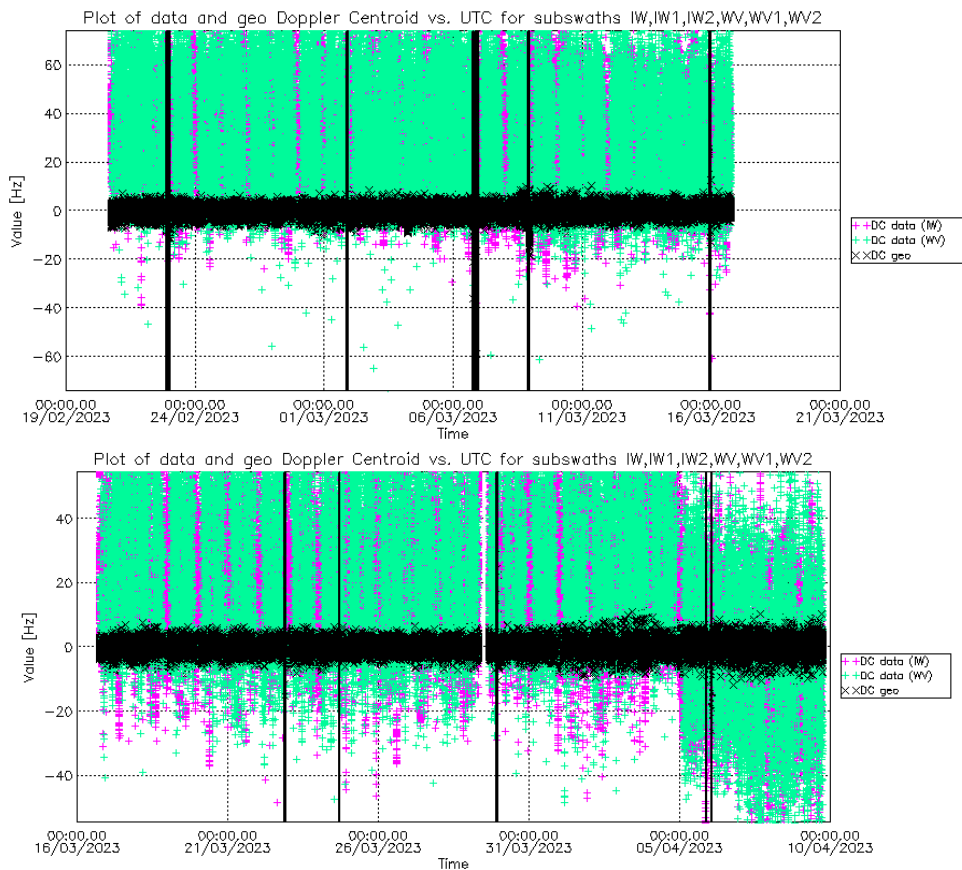 Plot of data and geo Doppler Centroid vs. UTC for subswaths IW,IW1,IW2,WV,WV1,WV2
60
40
20
0
−20
−40
−60
Value [Hz]
++DC data (IW)
++DC data (WV)
××DC geo
00:00.00 00:00.00 00:00.00 00:00.00 00:00.00 00:00.00 00:00.00
19/02/2023 24/02/2023 01/03/2023 06/03/2023 11/03/2023 16/03/2023 21/03/2023
Time
Plot of data and geo Doppler Centroid vs. UTC for subswaths IW,IW1,IW2,WV,WV1,WV2
40
20
0
−20
−40
Value [Hz]
++DC data (IW)
++DC data (WV)
××DC geo
00:00.00 00:00.00 00:00.00 00:00.00 00:00.00 00:00.00
16/03/2023 21/03/2023 26/03/2023 31/03/2023 05/04/2023 10/04/2023
Time